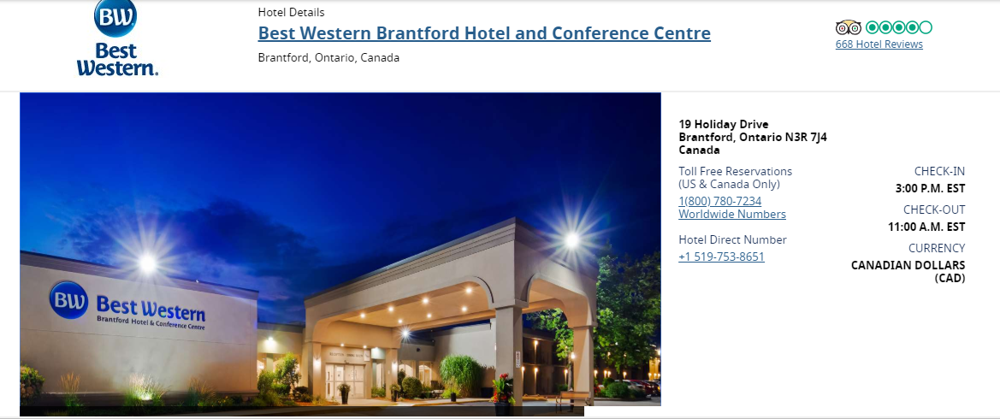 BW
Best
Western.
Hotel Details
Best Western Brantford Hotel and Conference Centre
Brantford, Ontario, Canada
668 Hotel Reviews
BW
Best Western
Brantford Hotel & Conference Centre
19 Holiday Drive
Brantford, Ontario N3R 7J4
Canada
Toll Free Reservations
(US & Canada Only)
1(800) 780-7234
Worldwide Numbers
Hotel Direct Number
+1 519-753-8651
CHECK-IN
3:00 P.M. EST
CHECK-OUT
11:00 A.M. EST
CURRENCY
CANADIAN DOLLARS
(CAD)